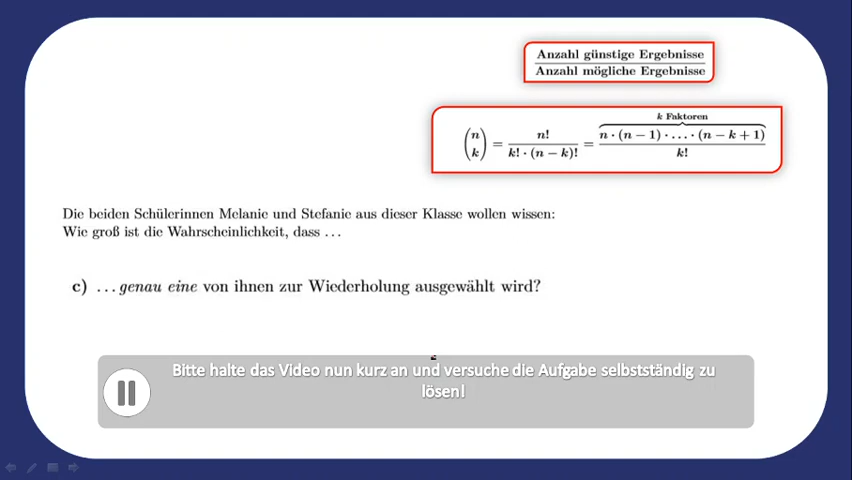 Anzahl günstige Ergebnisse
Anzahl mögliche Ergebnisse
k Faktoren
(n k) = n! / k! · (n − k)! = n · (n − 1) · … · (n − k + 1) / k!
Die beiden Schülerinnen Melanie und Stefanie aus dieser Klasse wollen wissen:
Wie groß ist die Wahrscheinlichkeit, dass …
c) … genau eine von ihnen zur Wiederholung ausgewählt wird?
Bitte halte das Video nun kurz an und versuche die Aufgabe selbstständig zu
lösen!